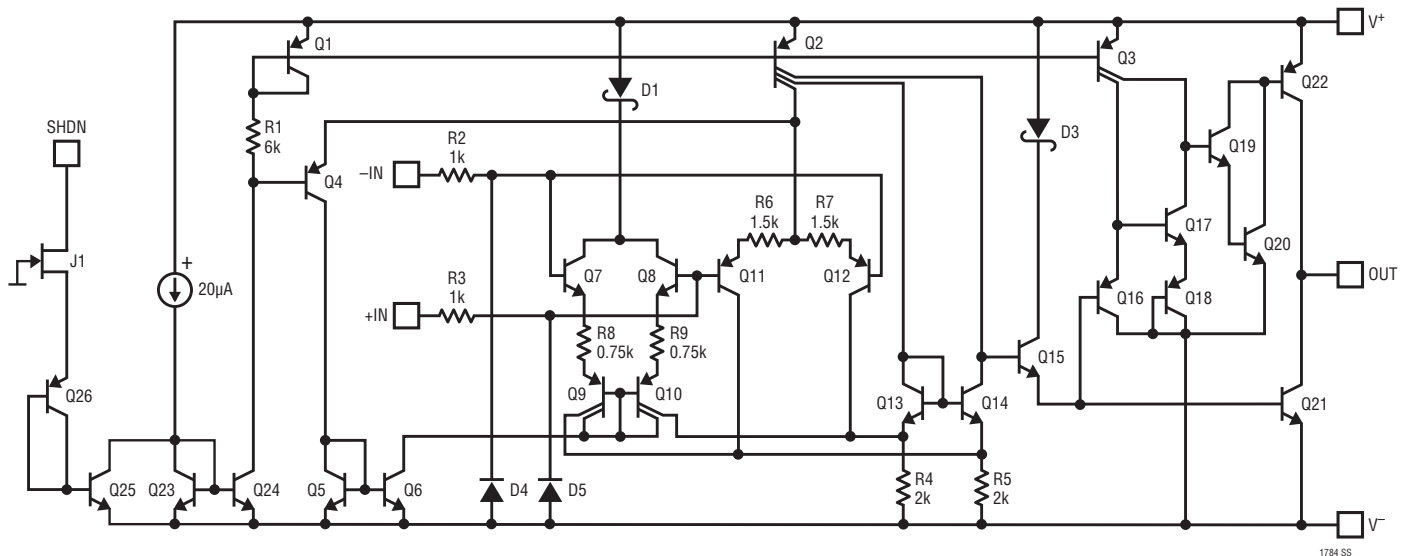 V+
Q1
Q2
Q3
Q22
D1
SHDN
R1
6k
D3
R2
1k
–IN
Q4
Q19
R6
1.5k
R7
1.5k
Q17
Q20
J1
+
20µA
R3
1k
Q7
Q8
Q11
Q12
OUT
Q16
Q18
+IN
R8
0.75k
R9
0.75k
Q15
Q26
Q9
Q10
Q13
Q14
Q21
Q25
Q23
Q24
Q5
Q6
D4
D5
R4
2k
R5
2k
V–
1784 SS